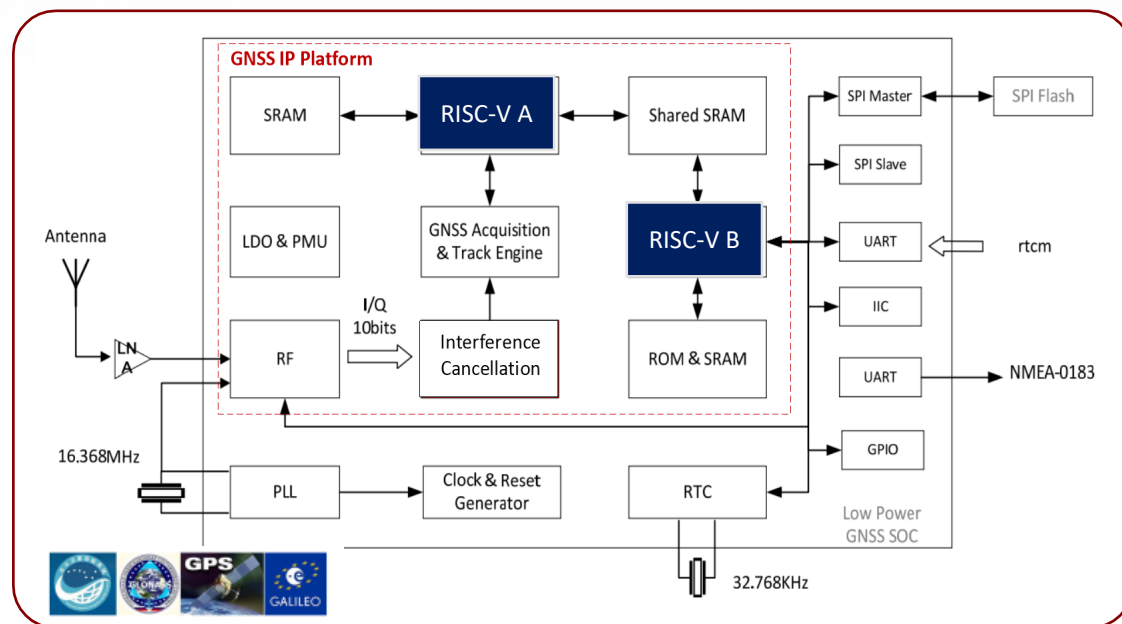 GNSS IP Platform
SRAM
RISC-V A
Shared SRAM
SPI Master
SPI Flash
SPI Slave
Antenna
LDO & PMU
GNSS Acquisition
& Track Engine
RISC-V B
UART
rtcm
I/Q
10bits
IIC
LN
A
RF
Interference
Cancellation
ROM & SRAM
UART
NMEA-0183
16.368MHz
GPIO
PLL
Clock & Reset
Generator
RTC
Low Power
GNSS SOC
GPS
GALILEO
32.768KHz